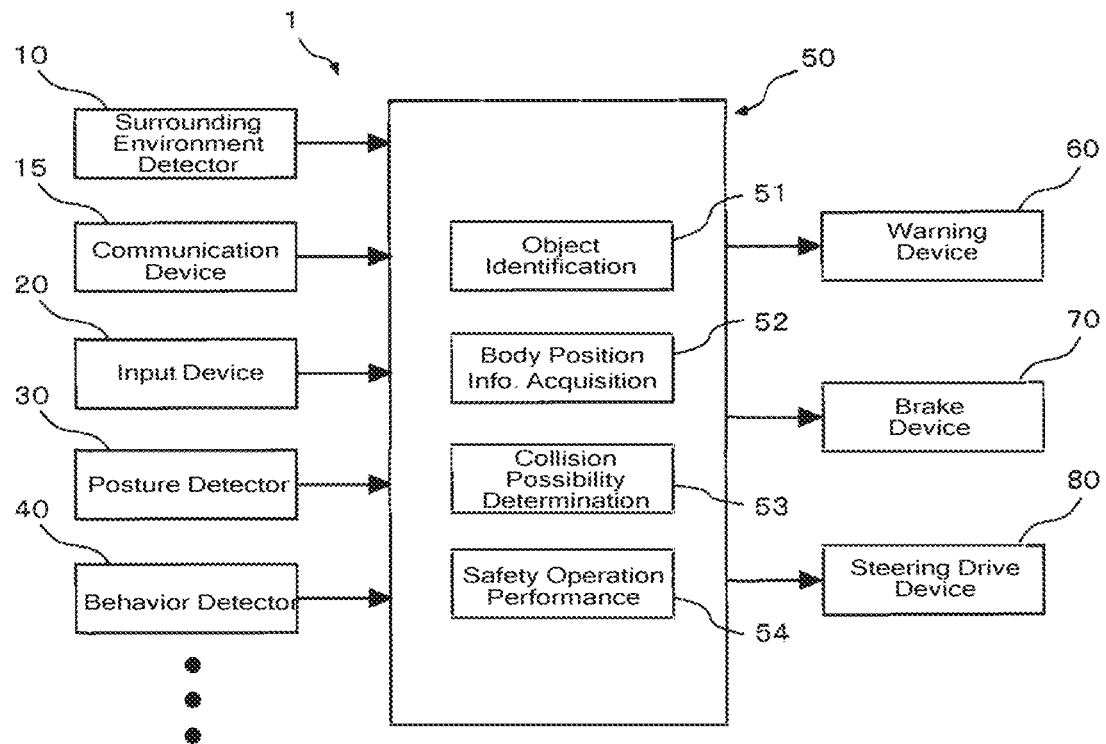 1
10
50
Surrounding
Environment
Detector
15
60
51
Communication
Device
Object
Identification
Warning
Device
20
52
70
Input Device
Body Position
Info. Acquisition
Brake
Device
30
Posture Detector
Collision
Possibility
Determination
53
80
40
Behavior Detector
Safety Operation
Performance
54
Steering Drive
Device